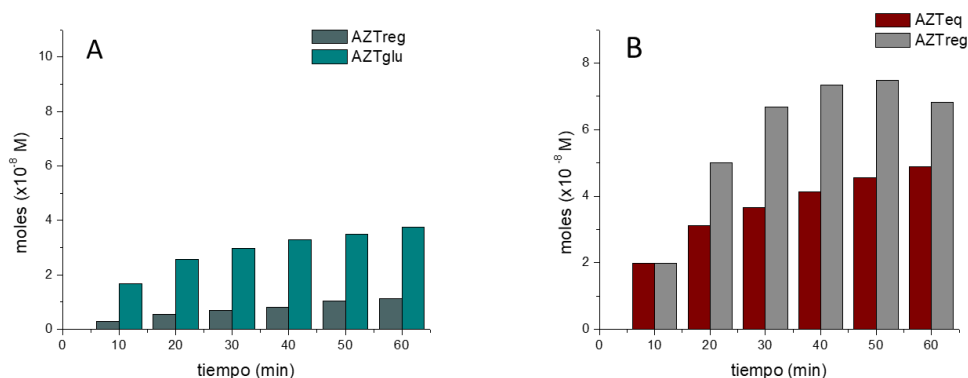 A
AZTreg
AZTglu
10
8
6
4
2
0
moles (x10⁻⁸ M)
0 10 20 30 40 50 60
tiempo (min)
B
AZTeq
AZTreg
8
6
4
2
0
moles (x10 ⁻⁸ M)
0 10 20 30 40 50 60
tiempo (min)